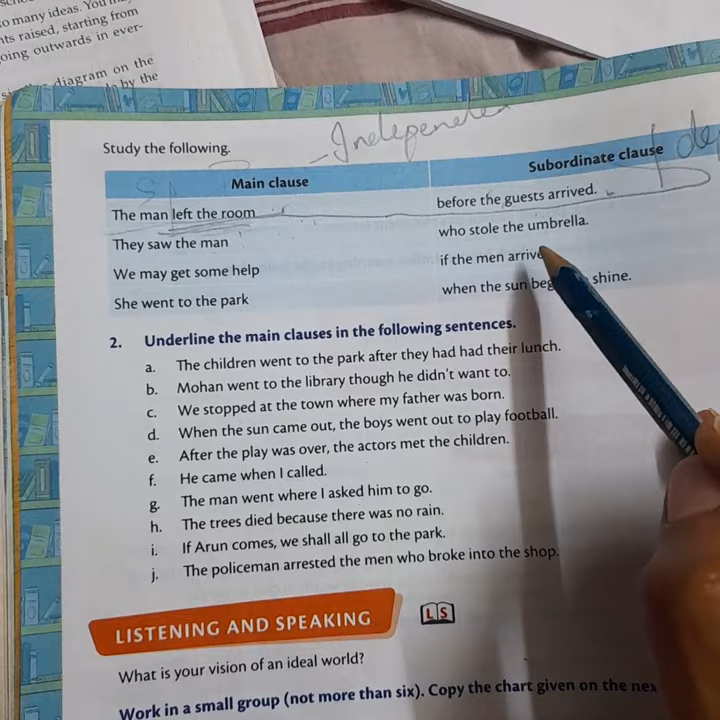 so many ideas. You
nts raised, starting from
oing outwards in ever-
diagram on the
by the
Study the following.
Main clause Subordinate clause
The man left the room before the guests arrived.
They saw the man who stole the umbrella.
We may get some help if the men
She went to the park when the sun shine.
2. Underline the main clauses in the following sentences.
a. The children went to the park after they had had their lunch.
b. Mohan went to the library though he didn't want to.
c. We stopped at the town where my father was born.
d. When the sun came out, the boys went out to play football.
e. After the play was over, the actors met the children.
f. He came when I called.
g. The man went where I asked him to go.
h. The trees died because there was no rain.
i. If Arun comes, we shall all go to the park.
j. The policeman arrested the men who broke into the shop.
LISTENING AND SPEAKING LS
What is your vision of an ideal world?
Work in a small group (not more than six). Copy the chart given on the